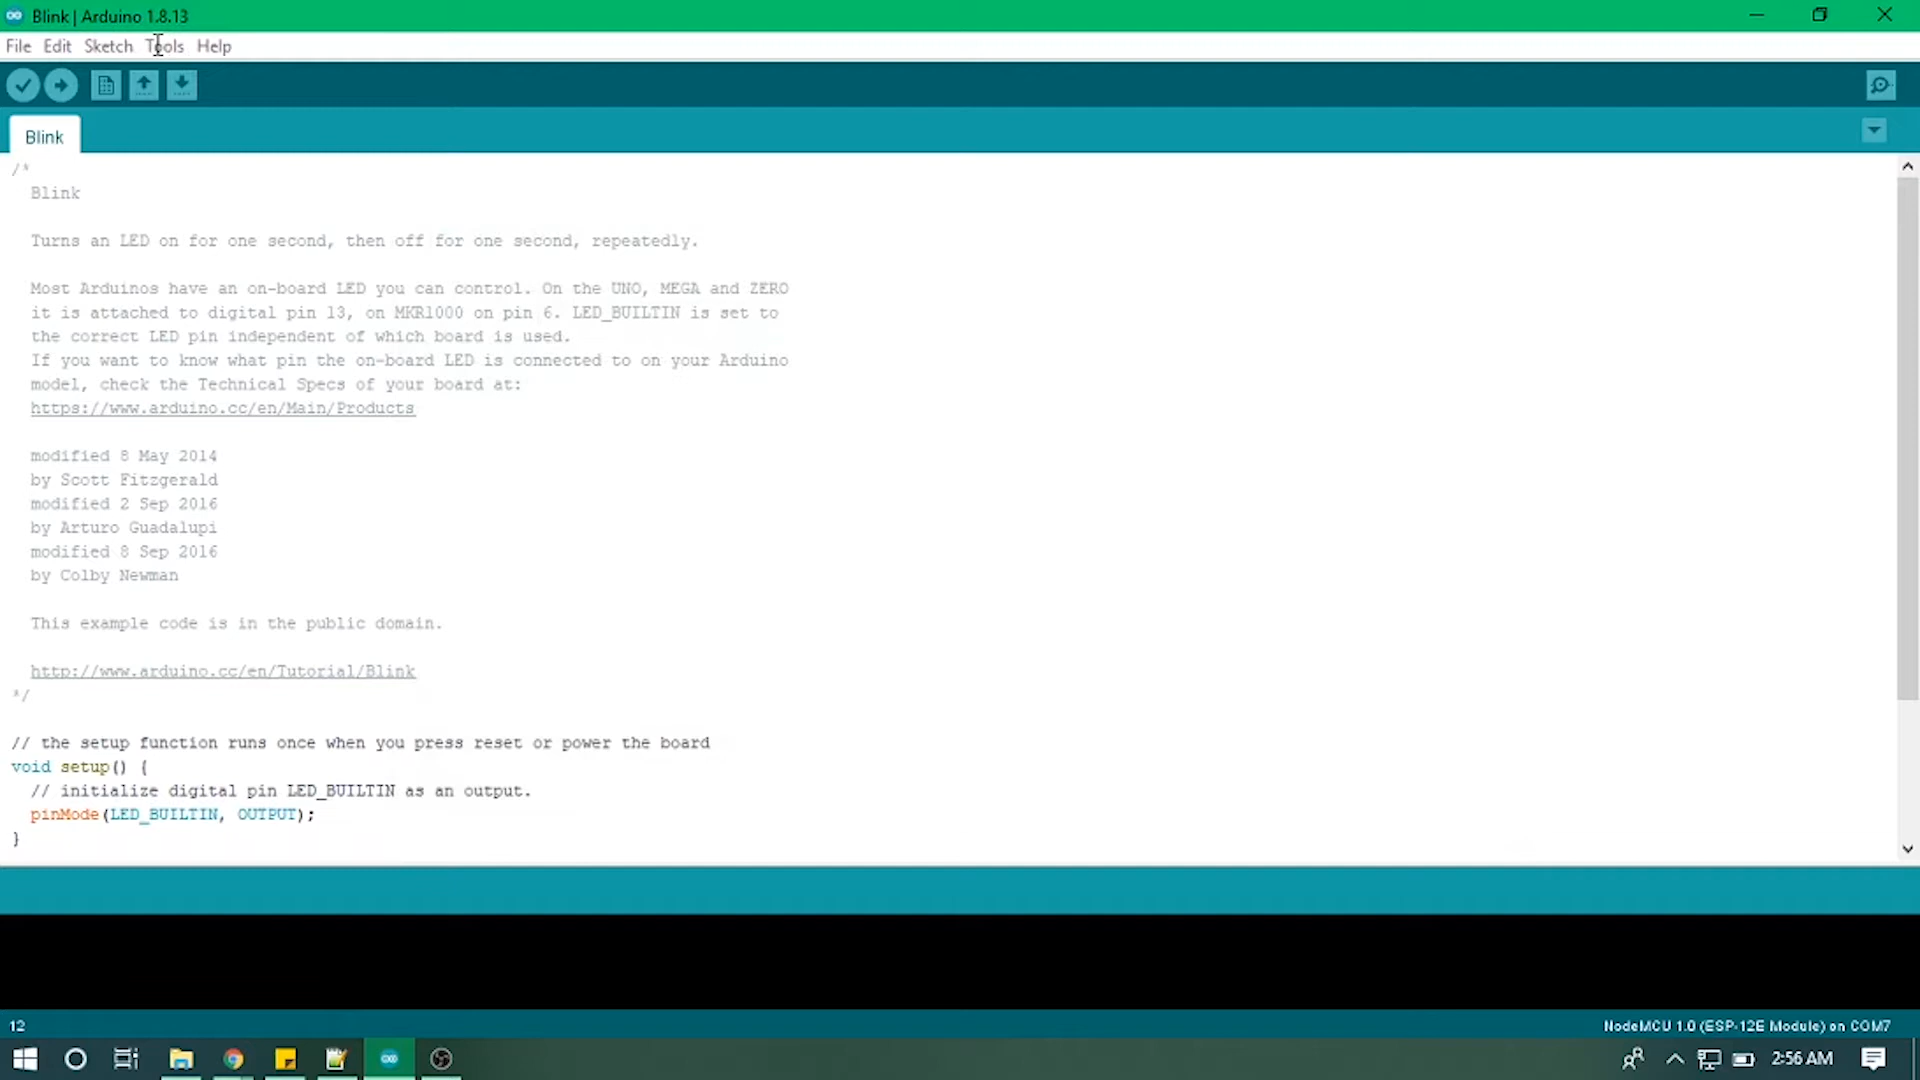 Blink | Arduino 1.8.13
File Edit Sketch Tools Help
Blink
/*
Blink
Turns an LED on for one second, then off for one second, repeatedly.
Most Arduinos have an on-board LED you can control. On the UNO, MEGA and ZERO
it is attached to digital pin 13, on MKR1000 on pin 6. LED_BUILTIN is set to
the correct LED pin independent of which board is used.
If you want to know what pin the on-board LED is connected to on your Arduino
model, check the Technical Specs of your board at:
https://www.arduino.cc/en/Main/Products
modified 8 May 2014
by Scott Fitzgerald
modified 2 Sep 2016
by Arturo Guadalupi
modified 8 Sep 2016
by Colby Newman
This example code is in the public domain.
http://www.arduino.cc/en/Tutorial/Blink
*/
// the setup function runs once when you press reset or power the board
void setup() {
// initialize digital pin LED_BUILTIN as an output.
pinMode(LED_BUILTIN, OUTPUT);
}
12
NodeMCU 1.0 (ESP-12E Module) on COM7
2:56 AM